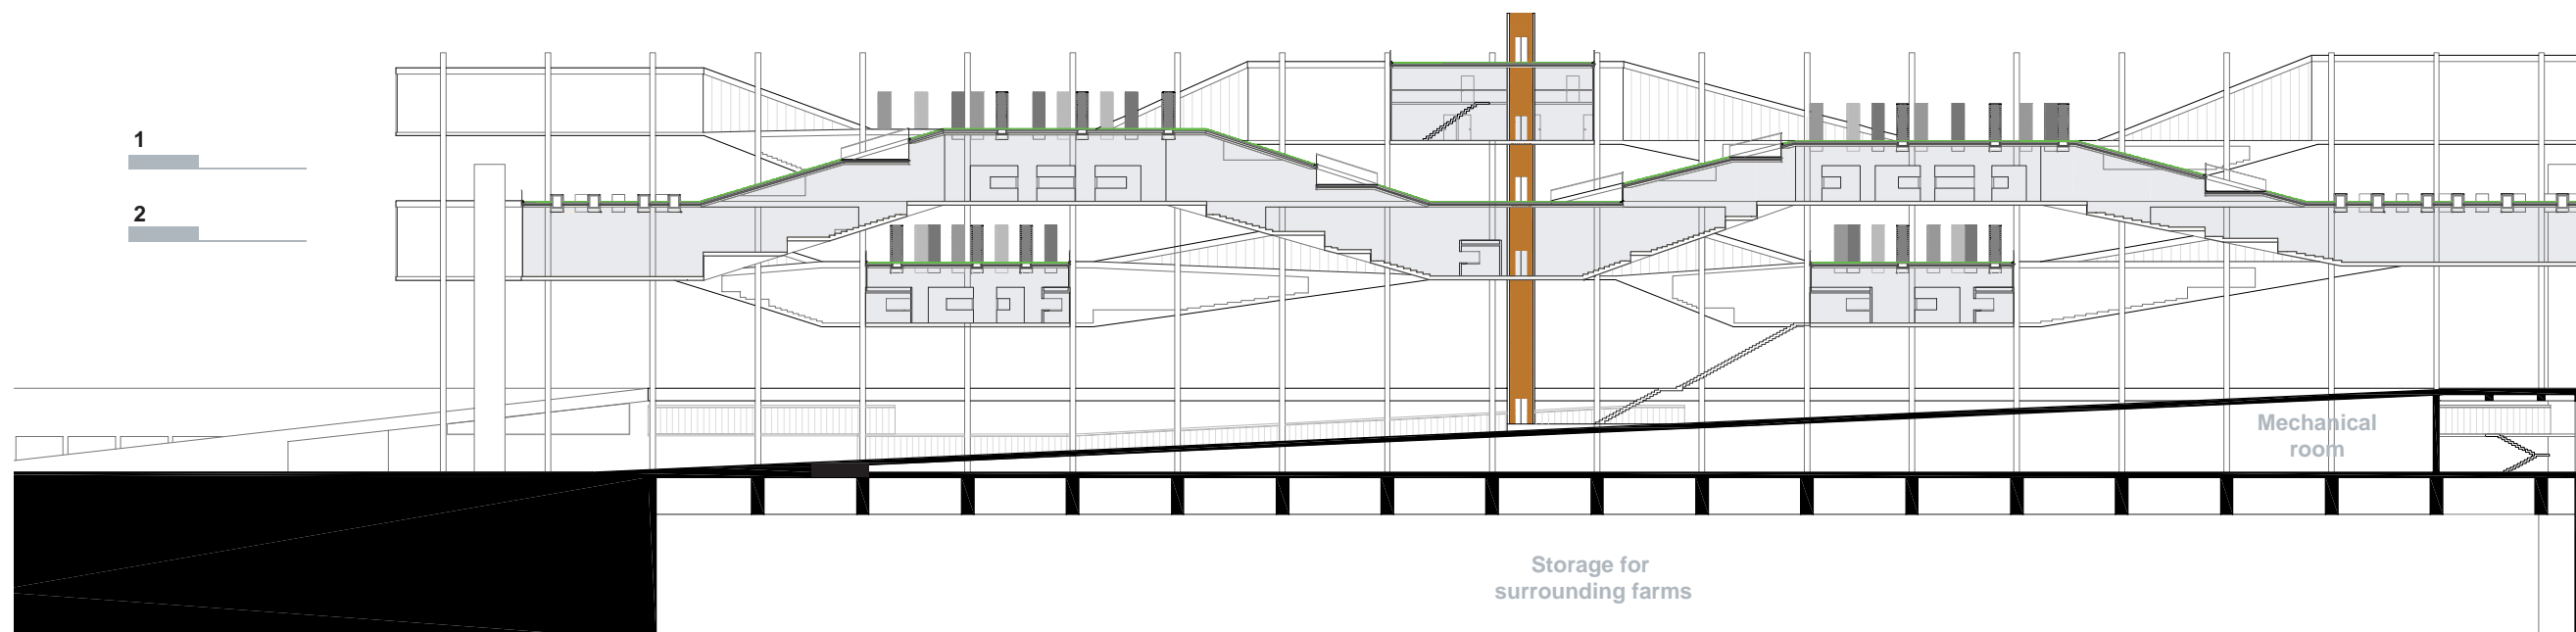 1
2
Mechanical
room
Storage for
surrounding farms